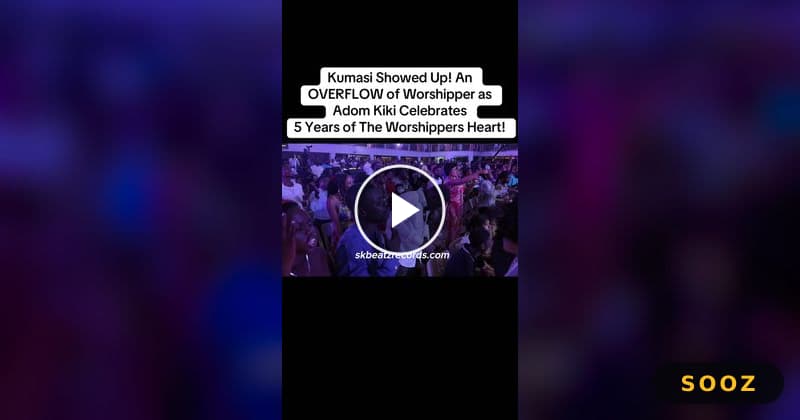 Kumasi Showed Up! An
OVERFLOW of Worshipper as
Adom Kiki Celebrates
5 Years of The Worshippers Heart!
skbeatzrecords.com
SOOZ